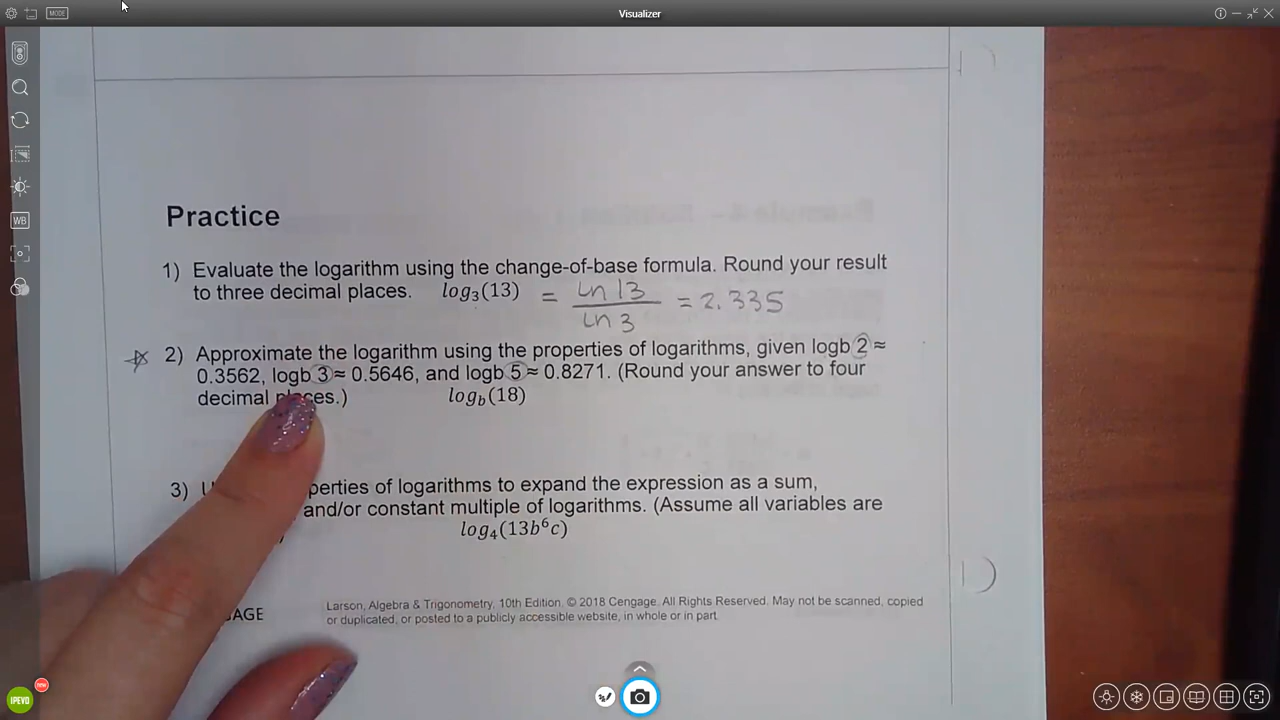 MODE
Visualizer
WB
Practice
1) Evaluate the logarithm using the change-of-base formula. Round your result
to three decimal places. log₃(13) = ln 13 / ln 3 = 2.335
2) Approximate the logarithm using the properties of logarithms, given logb 2 ≈
0.3562, logb 3 ≈ 0.5646, and logb 5 ≈ 0.8271. (Round your answer to four
decimal places.) log_b(18)
3) perties of logarithms to expand the expression as a sum,
and/or constant multiple of logarithms. (Assume all variables are
log₄(13b⁶c)
Larson, Algebra & Trigonometry, 10th Edition, © 2018 Cengage. All Rights Reserved. May not be scanned, copied
or duplicated, or posted to a publicly accessible website, in whole or in part
IPEVO
new